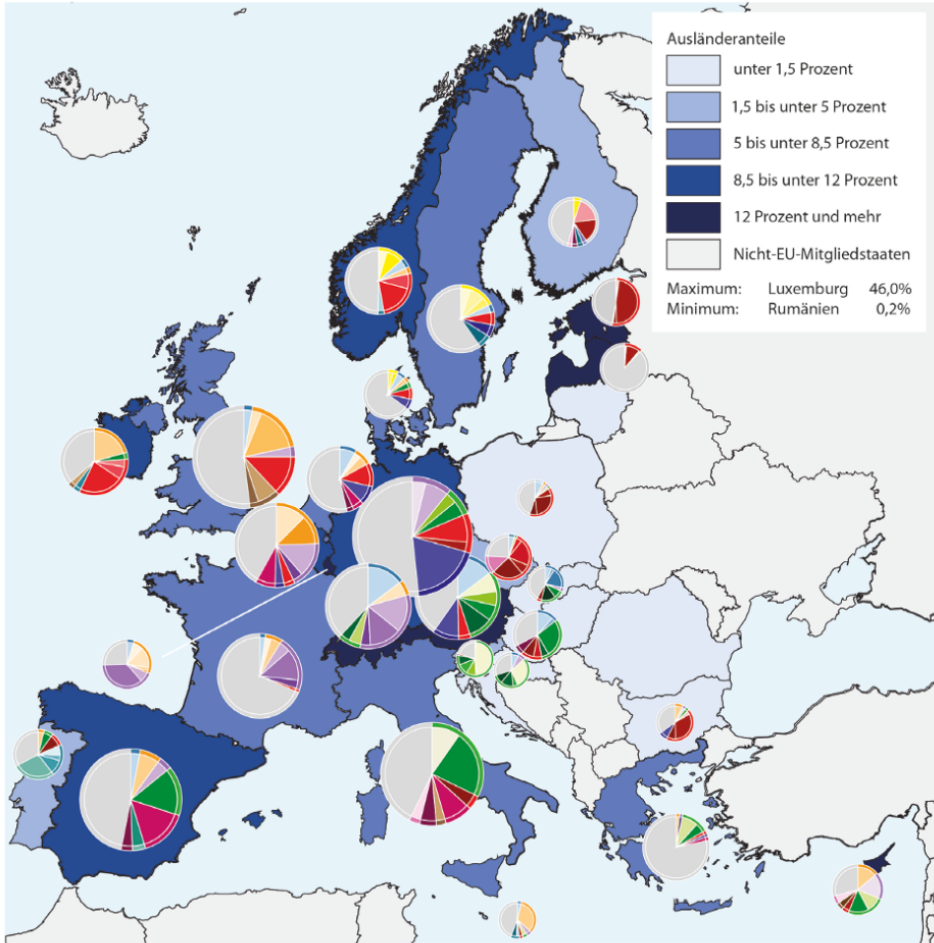 Ausländeranteile
unter 1,5 Prozent
1,5 bis unter 5 Prozent
5 bis unter 8,5 Prozent
8,5 bis unter 12 Prozent
12 Prozent und mehr
Nicht-EU-Mitgliedstaaten
Maximum: Luxemburg 46,0%
Minimum: Rumänien 0,2%